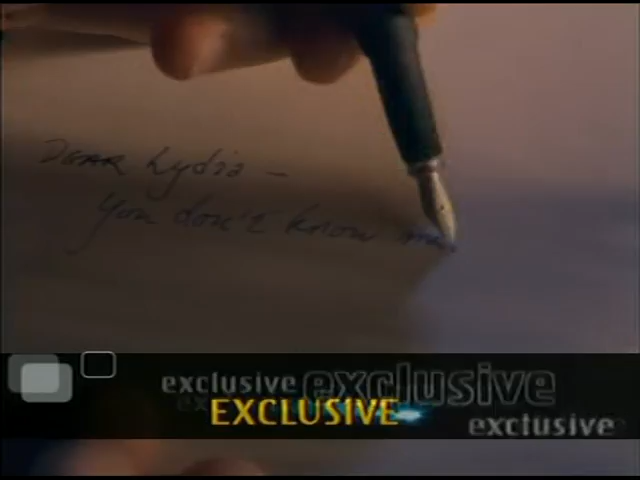 Dear Lydia –
you don't know me,
exclusive exclusive
EXCLUSIVE
exclusive